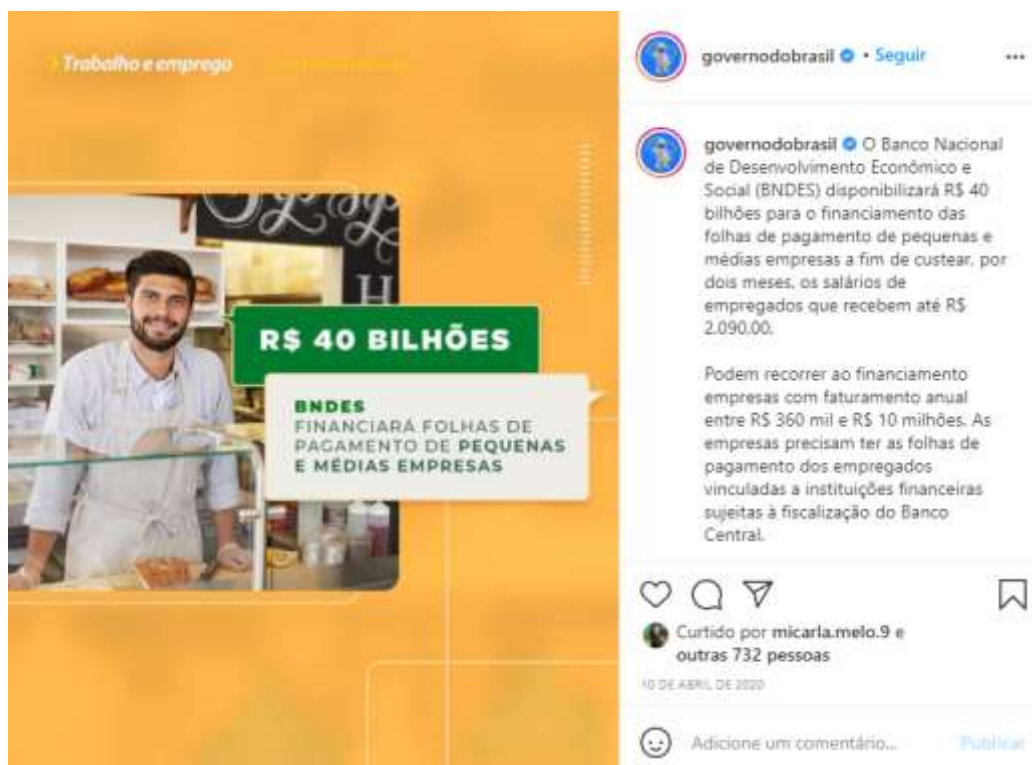 Trabalho e emprego
R$ 40 BILHÕES
BNDES
FINANCIARÁ FOLHAS DE
PAGAMENTO DE PEQUENAS
E MÉDIAS EMPRESAS
H
governodobrasil • Seguir
governodobrasil O Banco Nacional
de Desenvolvimento Econômico e
Social (BNDES) disponibilizará R$ 40
bilhões para o financiamento das
folhas de pagamento de pequenas e
médias empresas a fim de custear, por
dois meses, os salários de
empregados que recebem até R$
2.090,00.
Podem recorrer ao financiamento
empresas com faturamento anual
entre R$ 360 mil e R$ 10 milhões. As
empresas precisam ter as folhas de
pagamento dos empregados
vinculadas a instituições financeiras
sujeitas à fiscalização do Banco
Central.
Curtido por micarla.melo.9 e
outras 732 pessoas
10 DE ABRIL DE 2020
Adicione um comentário... Publicar